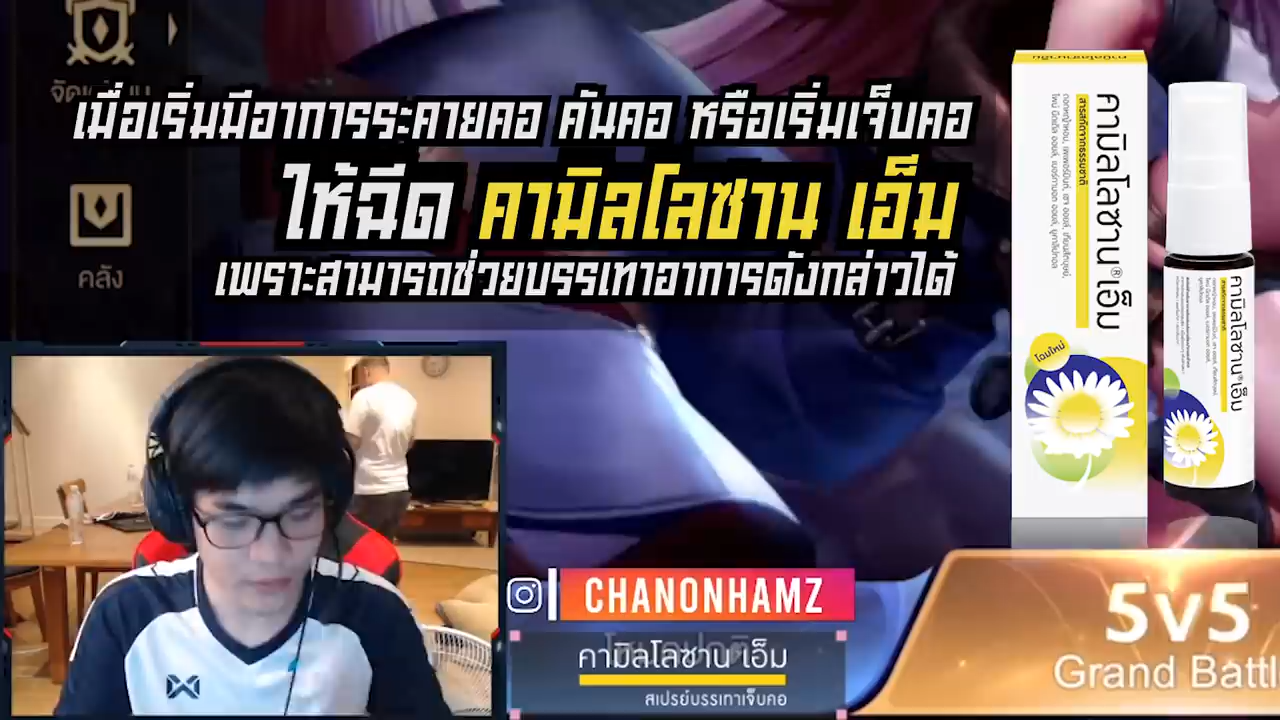 เมื่อเริ่มมีอาการระคายคอ คันคอ หรือเริ่มเจ็บคอ
ให้ฉีด คามิลโลซาน เอ็ม
เพราะสามารถช่วยบรรเทาอาการดังกล่าวได้
คลัง
คามิลโลซาน® เอ็ม
สารสกัดจากธรรมชาติ
โฉมใหม่
คามิลโลซาน® เอ็ม
CHANONHAMZ
คามิลโลซาน เอ็ม
สเปรย์บรรเทาเจ็บคอ
5v5
Grand Battl